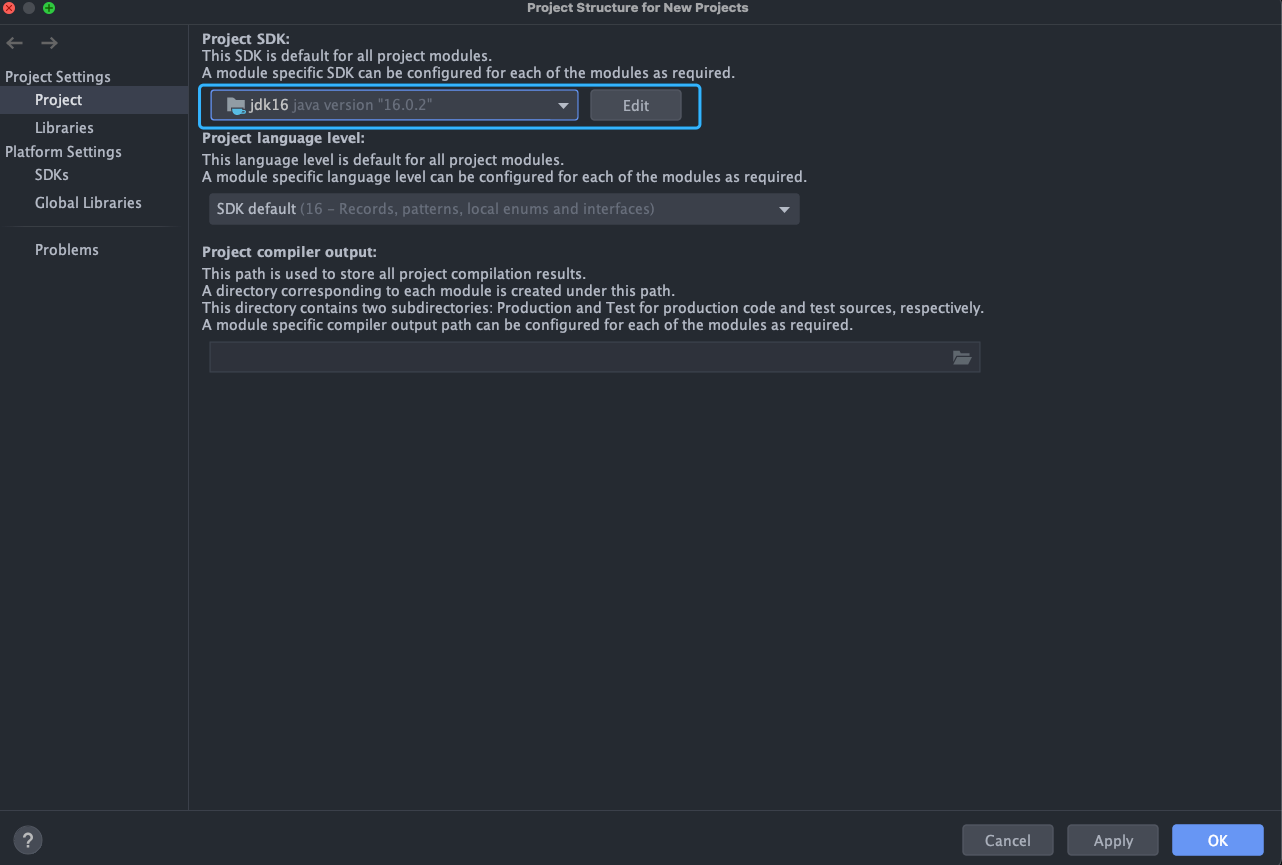 Project Structure for New Projects
Project Settings
Project
Libraries
Platform Settings
SDKs
Global Libraries
Problems
Project SDK:
This SDK is default for all project modules.
A module specific SDK can be configured for each of the modules as required.
jdk16 java version "16.0.2"
Edit
Project language level:
This language level is default for all project modules.
A module specific language level can be configured for each of the modules as required.
SDK default (16 – Records, patterns, local enums and interfaces)
Project compiler output:
This path is used to store all project compilation results.
A directory corresponding to each module is created under this path.
This directory contains two subdirectories: Production and Test for production code and test sources, respectively.
A module specific compiler output path can be configured for each of the modules as required.
?
Cancel
Apply
OK